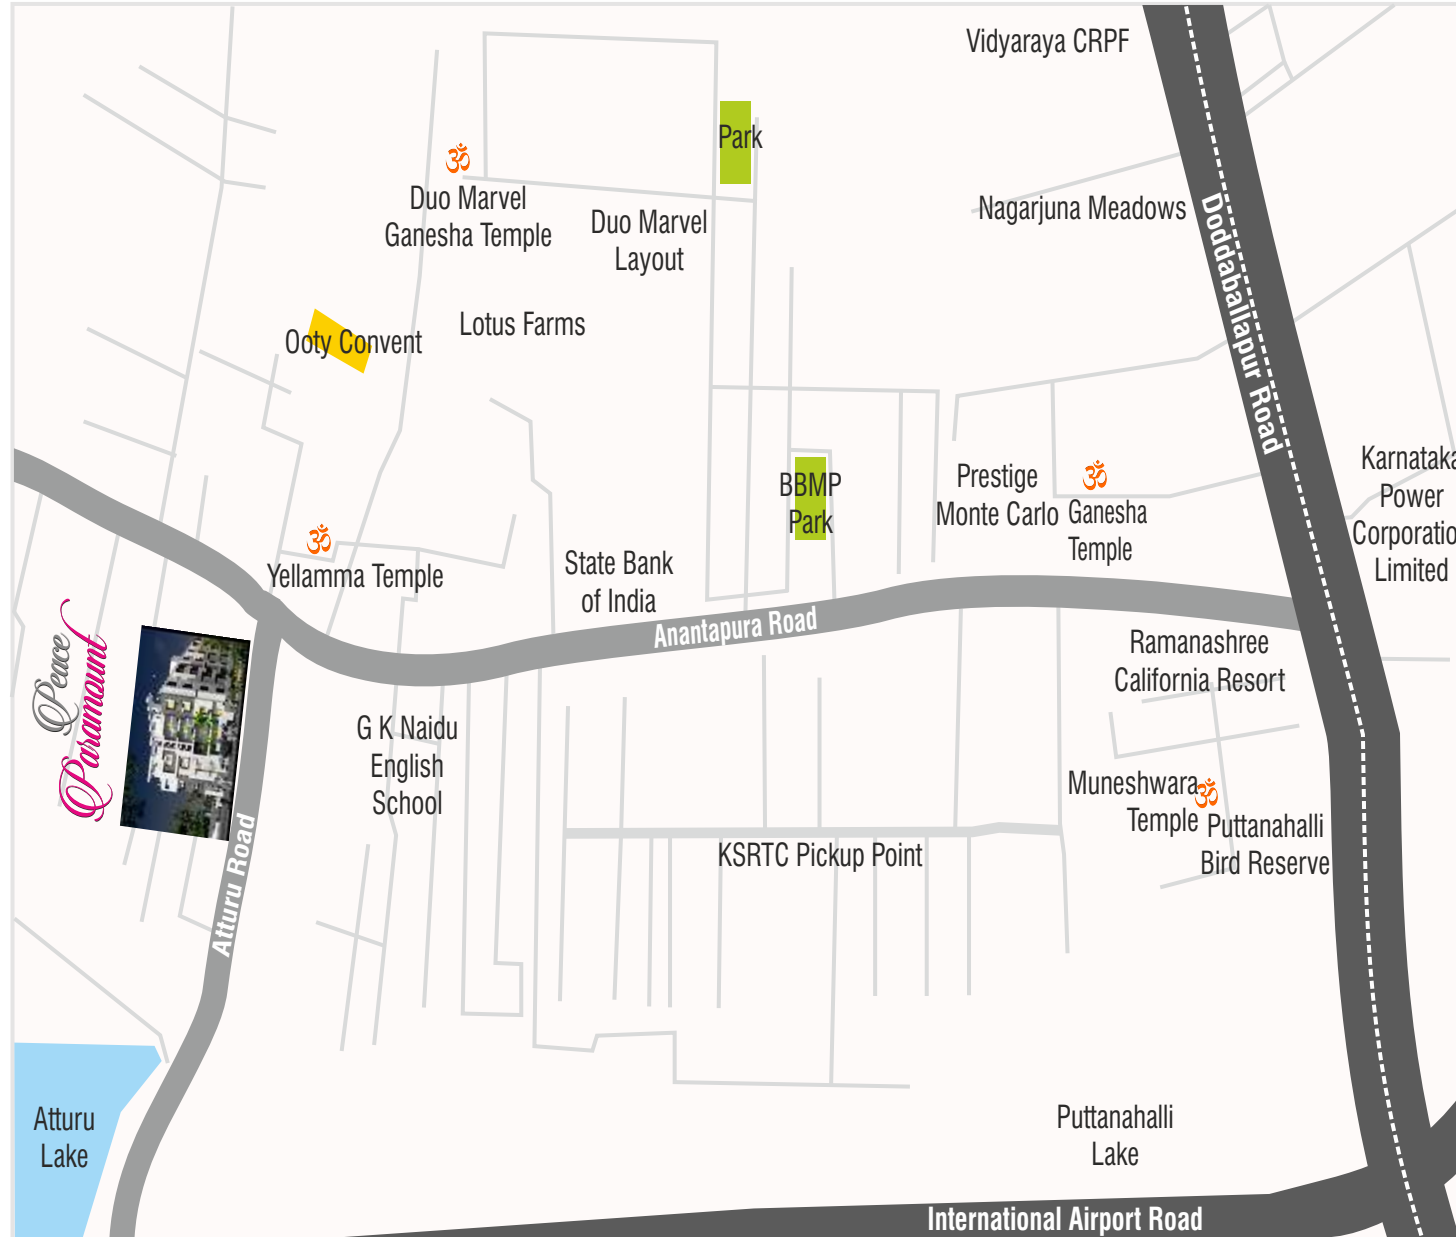 Vidyaraya CRPF
Park
Duo Marvel
Ganesha Temple
Duo Marvel
Layout
Nagarjuna Meadows
Doddaballapur Road
Ooty Convent
Lotus Farms
BBMP
Park
Prestige
Monte Carlo
Ganesha
Temple
Karnataka
Power
Corporatio
Limited
Yellamma Temple
State Bank
of India
Anantapura Road
Peace
Paramount
Ramanashree
California Resort
G K Naidu
English
School
Muneshwara
Temple
Puttanahalli
Bird Reserve
KSRTC Pickup Point
Atturu Road
Atturu
Lake
Puttanahalli
Lake
International Airport Road
ॐ
ॐ
ॐ
ॐ